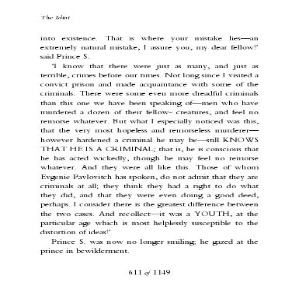 The Idiot
into existence. That is where your mistake lies—an
extremely natural mistake, I assure you, my dear fellow!'
said Prince S.
'I know that there were just as many, and just as
terrible, crimes before our times. Not long since I visited a
convict prison and made acquaintance with some of the
criminals. There were some even more dreadful criminals
than this one we have been speaking of—men who have
murdered a dozen of their fellow- creatures, and feel no
remorse whatever. But what I especially noticed was this,
that the very most hopeless and remorseless murderer—
however hardened a criminal he may be—still KNOWS
THAT HE IS A CRIMINAL; that is, he is conscious that
he has acted wickedly, though he may feel no remorse
whatever. And they were all like this. Those of whom
Evgenie Pavlovitch has spoken, do not admit that they are
criminals at all; they think they had a right to do what
they did, and that they were even doing a good deed,
perhaps. I consider there is the greatest difference between
the two cases. And recollect—it was a YOUTH, at the
particular age which is most helplessly susceptible to the
distortion of ideas!'
Prince S. was now no longer smiling; he gazed at the
prince in bewilderment.
611 of 1149